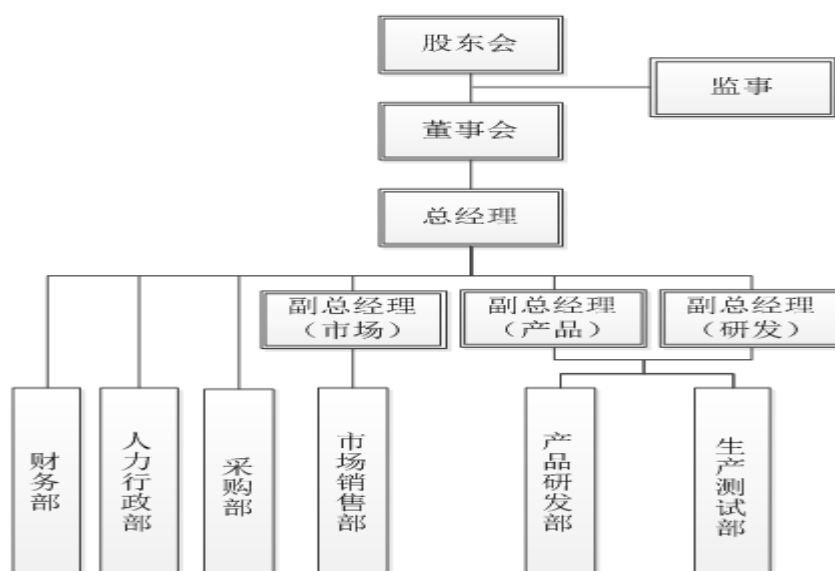 股东会
监事
董事会
总经理
副总经理
（市场）
副总经理
（产品）
副总经理
（研发）
财务部
人力行政部
采购部
市场销售部
产品研发部
生产测试部